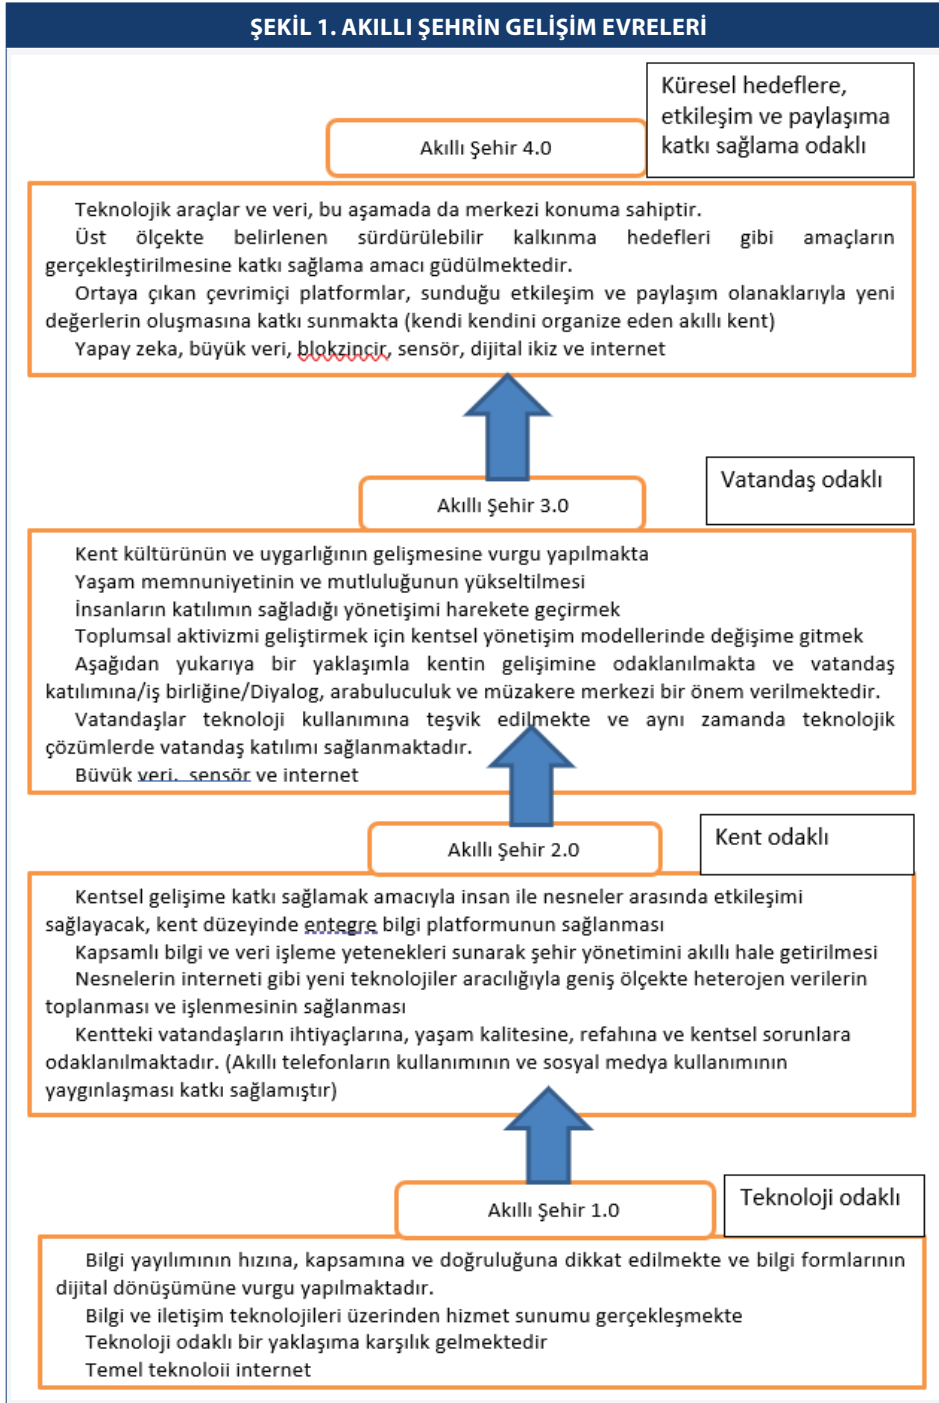 ŞEKİL 1. AKILLI ŞEHRİN GELİŞİM EVRELERİ
Küresel hedeflere,
etkileşim ve paylaşıma
katkı sağlama odaklı
Akıllı Şehir 4.0
Teknolojik araçlar ve veri, bu aşamada da merkezi konuma sahiptir.
Üst ölçekte belirlenen sürdürülebilir kalkınma hedefleri gibi amaçların
gerçekleştirilmesine katkı sağlama amacı güdülmektedir.
Ortaya çıkan çevrimiçi platformlar, sunduğu etkileşim ve paylaşım olanaklarıyla yeni
değerlerin oluşmasına katkı sunmakta (kendi kendini organize eden akıllı kent)
Yapay zeka, büyük veri, blokzincir, sensör, dijital ikiz ve internet
Vatandaş odaklı
Akıllı Şehir 3.0
Kent kültürünün ve uygarlığının gelişmesine vurgu yapılmakta
Yaşam memnuniyetinin ve mutluluğunun yükseltilmesi
İnsanların katılımın sağladığı yönetişimi harekete geçirmek
Toplumsal aktivizmi geliştirmek için kentsel yönetişim modellerinde değişime gitmek
Aşağıdan yukarıya bir yaklaşımla kentin gelişimine odaklanılmakta ve vatandaş
katılımına/iş birliğine/Diyalog, arabuluculuk ve müzakere merkezi bir önem verilmektedir.
Vatandaşlar teknoloji kullanımına teşvik edilmekte ve aynı zamanda teknolojik
çözümlerde vatandaş katılımı sağlanmaktadır.
Büyük veri, sensör ve internet
Kent odaklı
Akıllı Şehir 2.0
Kentsel gelişime katkı sağlamak amacıyla insan ile nesneler arasında etkileşimi
sağlayacak, kent düzeyinde entegre bilgi platformunun sağlanması
Kapsamlı bilgi ve veri işleme yetenekleri sunarak şehir yönetimini akıllı hale getirilmesi
Nesnelerin interneti gibi yeni teknolojiler aracılığıyla geniş ölçekte heterojen verilerin
toplanması ve işlenmesinin sağlanması
Kentteki vatandaşların ihtiyaçlarına, yaşam kalitesine, refahına ve kentsel sorunlara
odaklanılmaktadır. (Akıllı telefonların kullanımının ve sosyal medya kullanımının
yaygınlaşması katkı sağlamıştır)
Teknoloji odaklı
Akıllı Şehir 1.0
Bilgi yayılımının hızına, kapsamına ve doğruluğuna dikkat edilmekte ve bilgi formlarının
dijital dönüşümüne vurgu yapılmaktadır.
Bilgi ve iletişim teknolojileri üzerinden hizmet sunumu gerçekleşmekte
Teknoloji odaklı bir yaklaşıma karşılık gelmektedir
Temel teknoloji internet